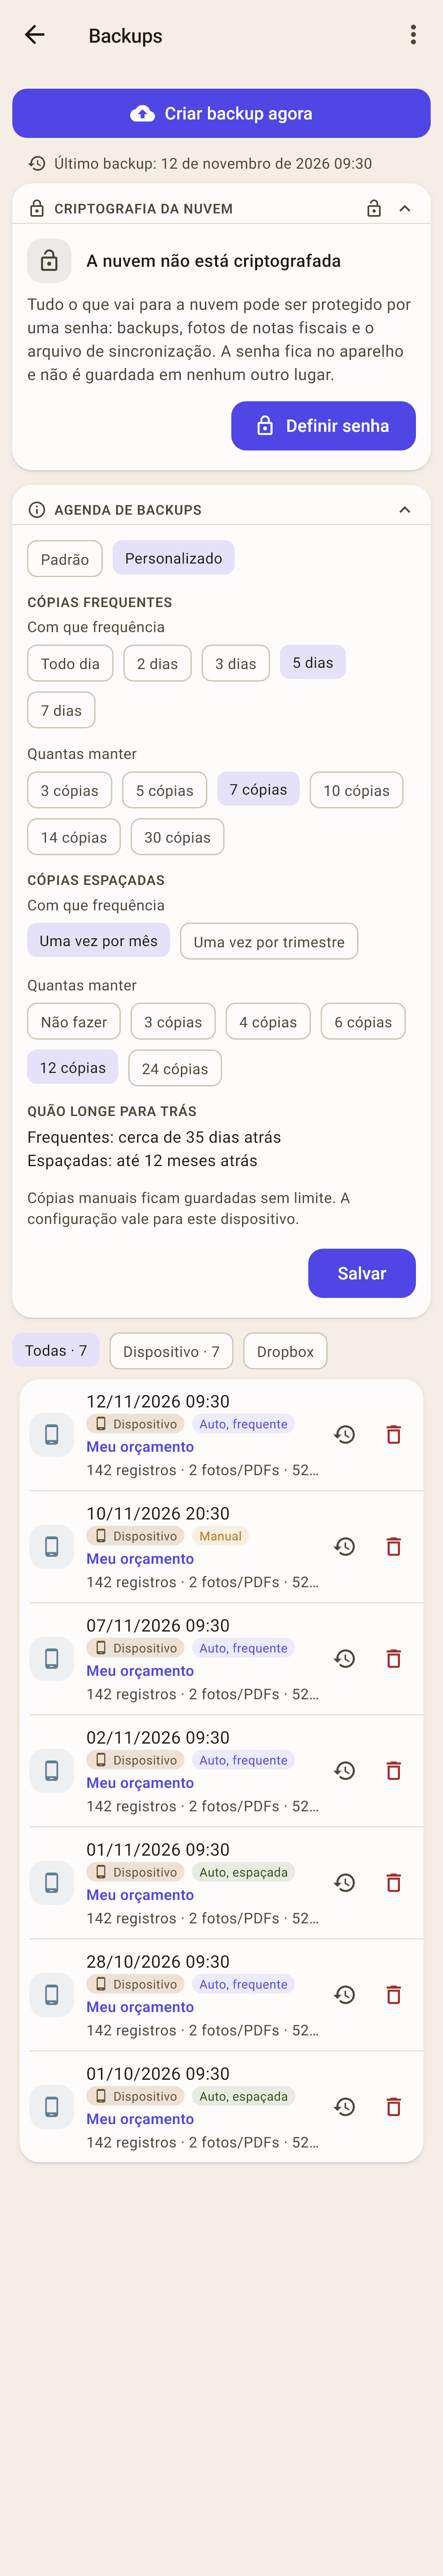 Backups
Criar backup agora
Último backup: 12 de novembro de 2026 09:30
CRIPTOGRAFIA DA NUVEM
A nuvem não está criptografada
Tudo o que vai para a nuvem pode ser protegido por
uma senha: backups, fotos de notas fiscais e o
arquivo de sincronização. A senha fica no aparelho
e não é guardada em nenhum outro lugar.
Definir senha
AGENDA DE BACKUPS
Padrão Personalizado
CÓPIAS FREQUENTES
Com que frequência
Todo dia 2 dias 3 dias 5 dias
7 dias
Quantas manter
3 cópias 5 cópias 7 cópias 10 cópias
14 cópias 30 cópias
CÓPIAS ESPAÇADAS
Com que frequência
Uma vez por mês Uma vez por trimestre
Quantas manter
Não fazer 3 cópias 4 cópias 6 cópias
12 cópias 24 cópias
QUÃO LONGE PARA TRÁS
Frequentes: cerca de 35 dias atrás
Espaçadas: até 12 meses atrás
Cópias manuais ficam guardadas sem limite. A
configuração vale para este dispositivo.
Salvar
Todas · 7 Dispositivo · 7 Dropbox
12/11/2026 09:30
Dispositivo Auto, frequente
Meu orçamento
142 registros · 2 fotos/PDFs · 52…
10/11/2026 20:30
Dispositivo Manual
Meu orçamento
142 registros · 2 fotos/PDFs · 52…
07/11/2026 09:30
Dispositivo Auto, frequente
Meu orçamento
142 registros · 2 fotos/PDFs · 52…
02/11/2026 09:30
Dispositivo Auto, frequente
Meu orçamento
142 registros · 2 fotos/PDFs · 52…
01/11/2026 09:30
Dispositivo Auto, espaçada
Meu orçamento
142 registros · 2 fotos/PDFs · 52…
28/10/2026 09:30
Dispositivo Auto, frequente
Meu orçamento
142 registros · 2 fotos/PDFs · 52…
01/10/2026 09:30
Dispositivo Auto, espaçada
Meu orçamento
142 registros · 2 fotos/PDFs · 52…